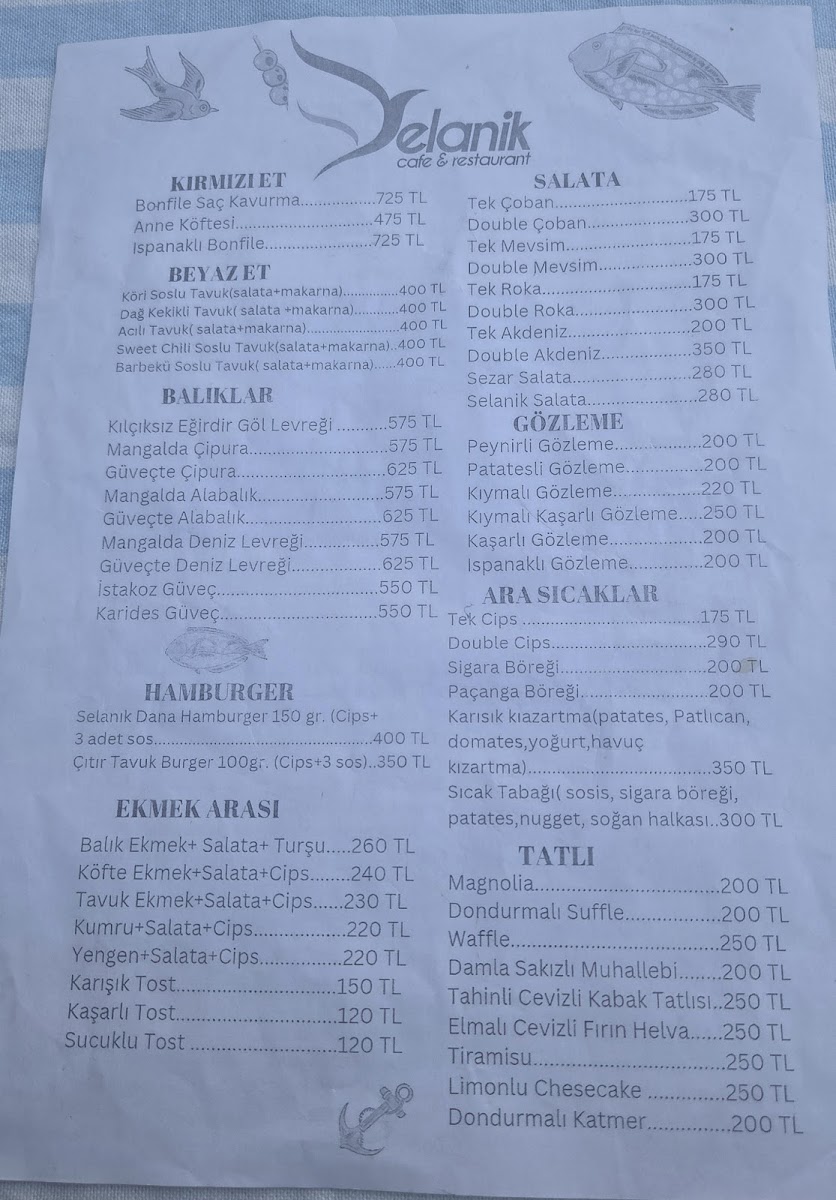 Selanik
cafe & restaurant
KIRMIZI ET
Bonfile Saç Kavurma................725 TL
Anne Köftesi..........................475 TL
Ispanaklı Bonfile.....................725 TL
BEYAZ ET
Köri Soslu Tavuk(salata+makarna)..............400 TL
Dağ Kekikli Tavuk( salata +makarna)...........400 TL
Acılı Tavuk( salata+makarna).......................400 TL
Sweet Chili Soslu Tavuk(salata+makarna)..400 TL
Barbekü Soslu Tavuk( salata+makarna)......400 TL
BALIKLAR
Kılçıksız Eğirdir Göl Levreği ..........575 TL
Mangalda Çipura..........................575 TL
Güveçte Çipura............................625 TL
Mangalda Alabalık.......................575 TL
Güveçte Alabalık.........................625 TL
Mangalda Deniz Levreği..............575 TL
Güveçte Deniz Levreği.................625 TL
İstakoz Güveç..............................550 TL
Karides Güveç.............................550 TL
HAMBURGER
Selanık Dana Hamburger 150 gr. (Cips+
3 adet sos.........................................400 TL
Çıtır Tavuk Burger 100gr. (Cips+3 sos)..350 TL
EKMEK ARASI
Balık Ekmek+ Salata+ Turşu.....260 TL
Köfte Ekmek+Salata+Cips........240 TL
Tavuk Ekmek+Salata+Cips......230 TL
Kumru+Salata+Cips..................220 TL
Yengen+Salata+Cips................220 TL
Karışık Tost................................150 TL
Kaşarlı Tost...............................120 TL
Sucuklu Tost ............................120 TL
SALATA
Tek Çoban.........................175 TL
Double Çoban....................300 TL
Tek Mevsim.......................175 TL
Double Mevsim..................300 TL
Tek Roka...........................175 TL
Double Roka......................300 TL
Tek Akdeniz.......................200 TL
Double Akdeniz..................350 TL
Sezar Salata......................280 TL
Selanik Salata....................280 TL
GÖZLEME
Peynirli Gözleme.................200 TL
Patatesli Gözleme...............200 TL
Kıymalı Gözleme.................220 TL
Kıymalı Kaşarlı Gözleme.....250 TL
Kaşarlı Gözleme..................200 TL
Ispanaklı Gözleme...............200 TL
ARA SICAKLAR
Tek Cips ..............................175 TL
Double Cips..........................290 TL
Sigara Böreği........................200 TL
Paçanga Böreği.....................200 TL
Karısık kıazartma(patates, Patlıcan,
domates,yoğurt,havuç
kızartma)...............................350 TL
Sıcak Tabağı( sosis, sigara böreği,
patates,nugget, soğan halkası..300 TL
TATLI
Magnolia................................200 TL
Dondurmalı Suffle.................200 TL
Waffle....................................250 TL
Damla Sakızlı Muhallebi.......200 TL
Tahinli Cevizli Kabak Tatlısı..250 TL
Elmalı Cevizli Fırın Helva......250 TL
Tiramisu.................................250 TL
Limonlu Chesecake .............250 TL
Dondurmalı Katmer..............200 TL